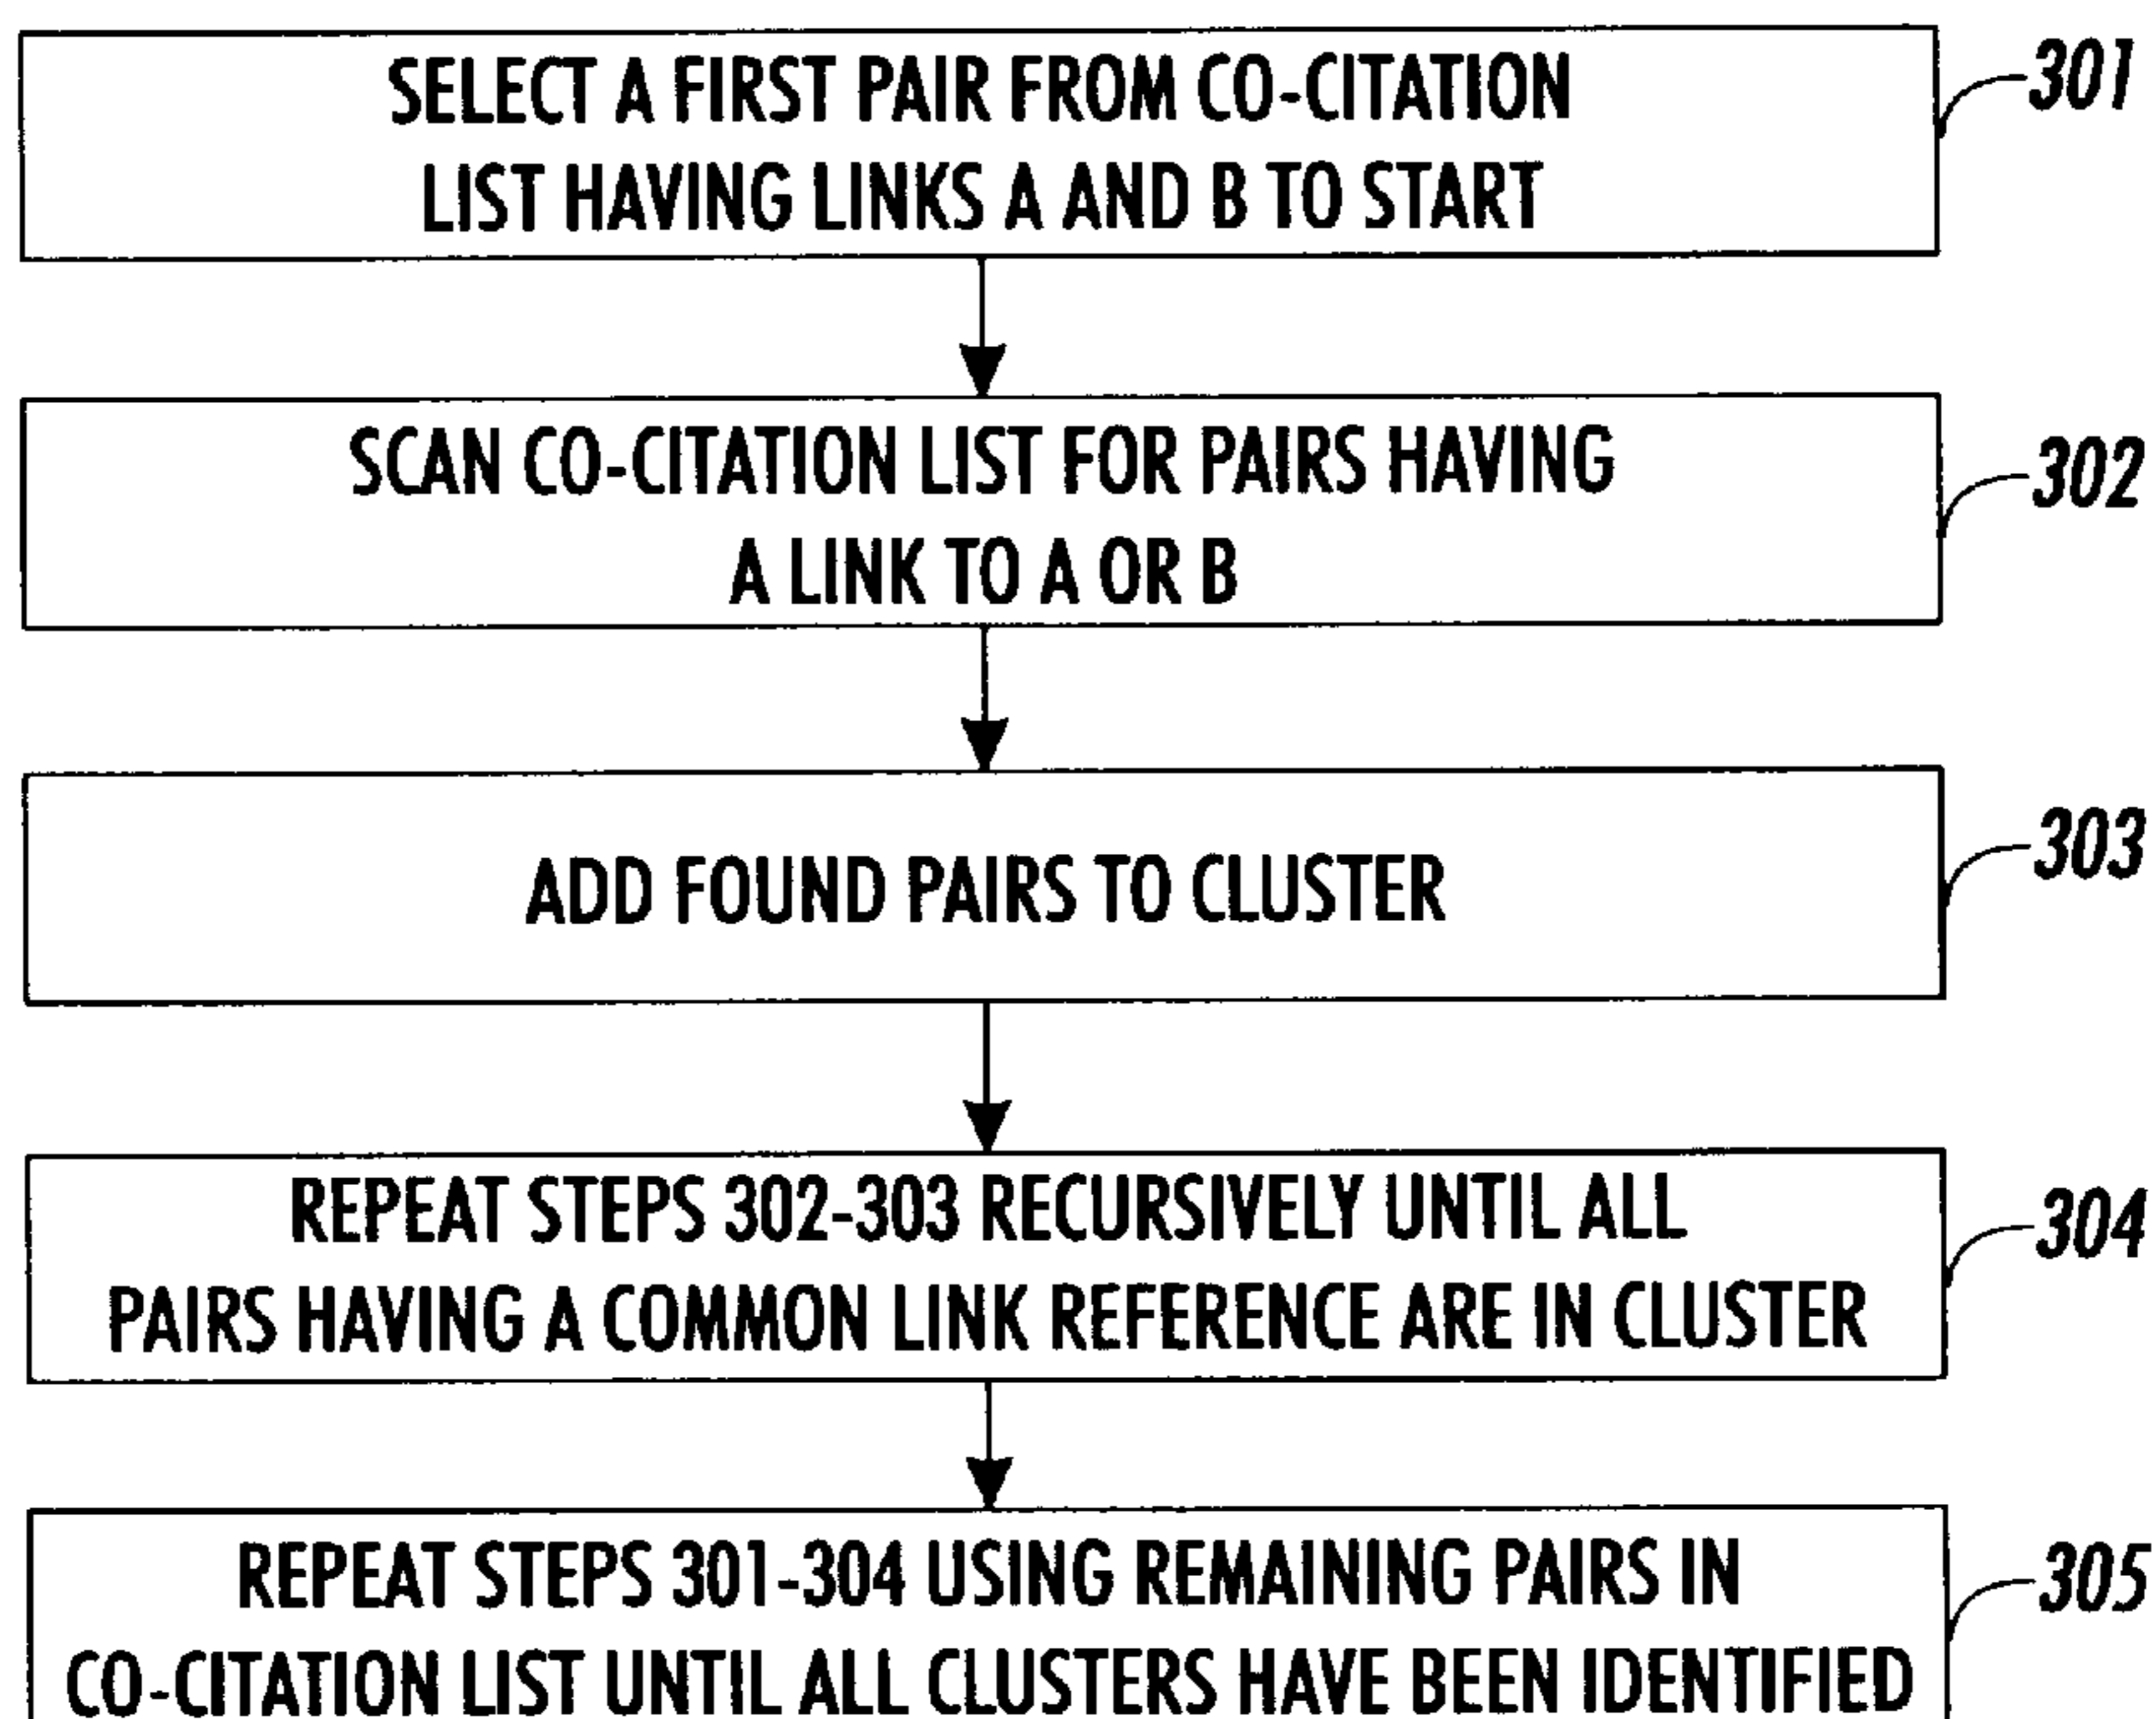 SELECT A FIRST PAIR FROM CO-CITATION
LIST HAVING LINKS A AND B TO START
301
SCAN CO-CITATION LIST FOR PAIRS HAVING
A LINK TO A OR B
302
ADD FOUND PAIRS TO CLUSTER
303
REPEAT STEPS 302-303 RECURSIVELY UNTIL ALL
PAIRS HAVING A COMMON LINK REFERENCE ARE IN CLUSTER
304
REPEAT STEPS 301-304 USING REMAINING PAIRS IN
CO-CITATION LIST UNTIL ALL CLUSTERS HAVE BEEN IDENTIFIED
305